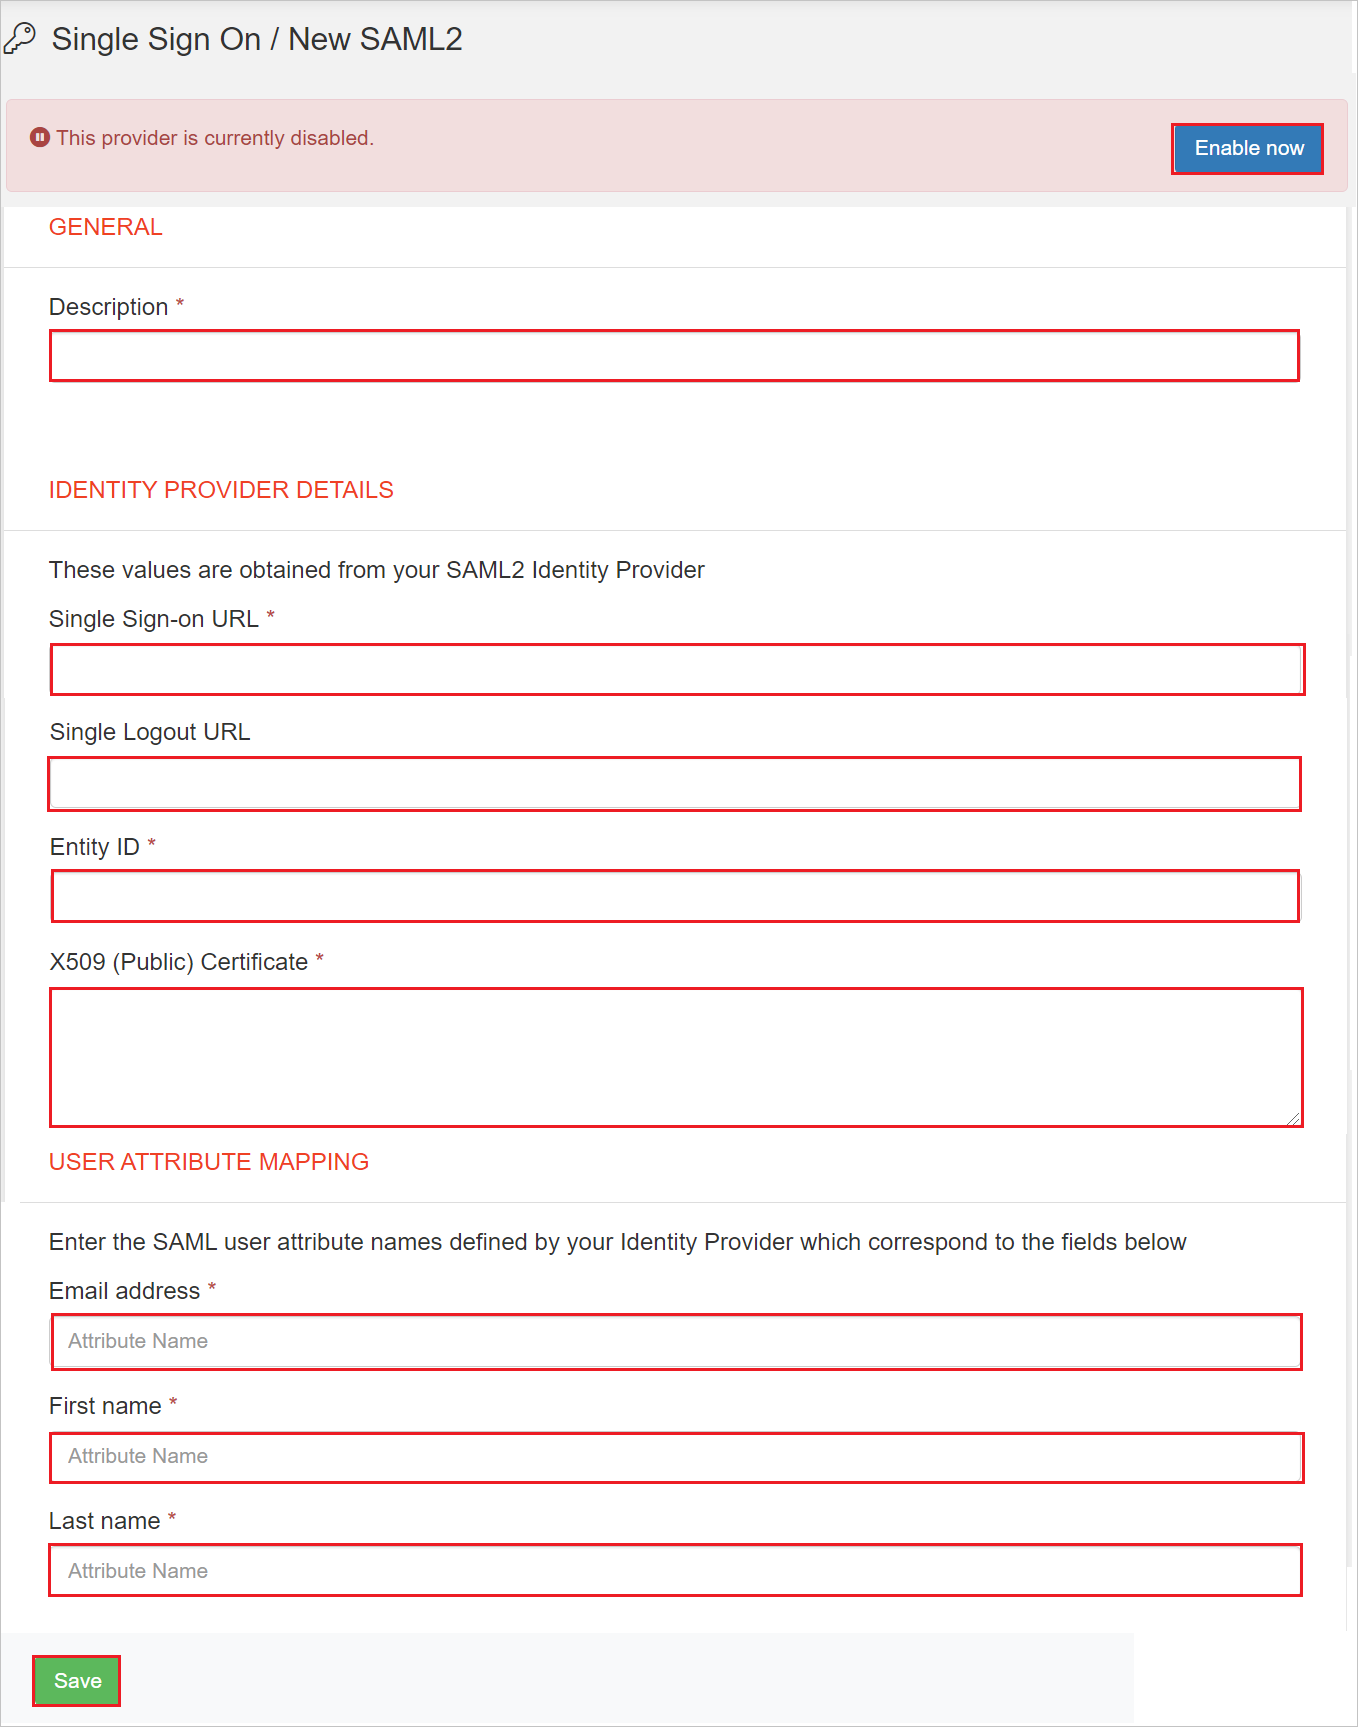 Single Sign On / New SAML2
This provider is currently disabled.
Enable now
GENERAL
Description *
IDENTITY PROVIDER DETAILS
These values are obtained from your SAML2 Identity Provider
Single Sign-on URL *
Single Logout URL
Entity ID *
X509 (Public) Certificate *
USER ATTRIBUTE MAPPING
Enter the SAML user attribute names defined by your Identity Provider which correspond to the fields below
Email address *
Attribute Name
First name *
Attribute Name
Last name *
Attribute Name
Save